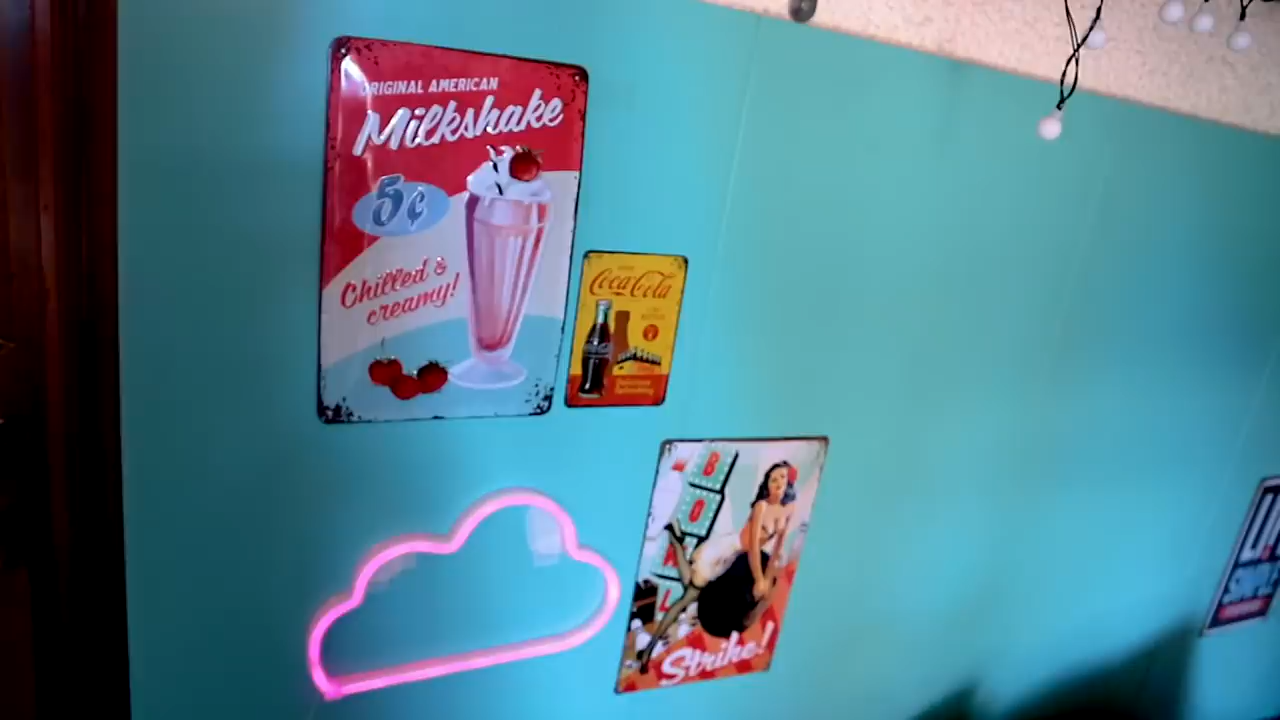 ORIGINAL AMERICAN
Milkshake
5¢
Chilled &
creamy!
Coca-Cola
B
O
W
L
Strike!